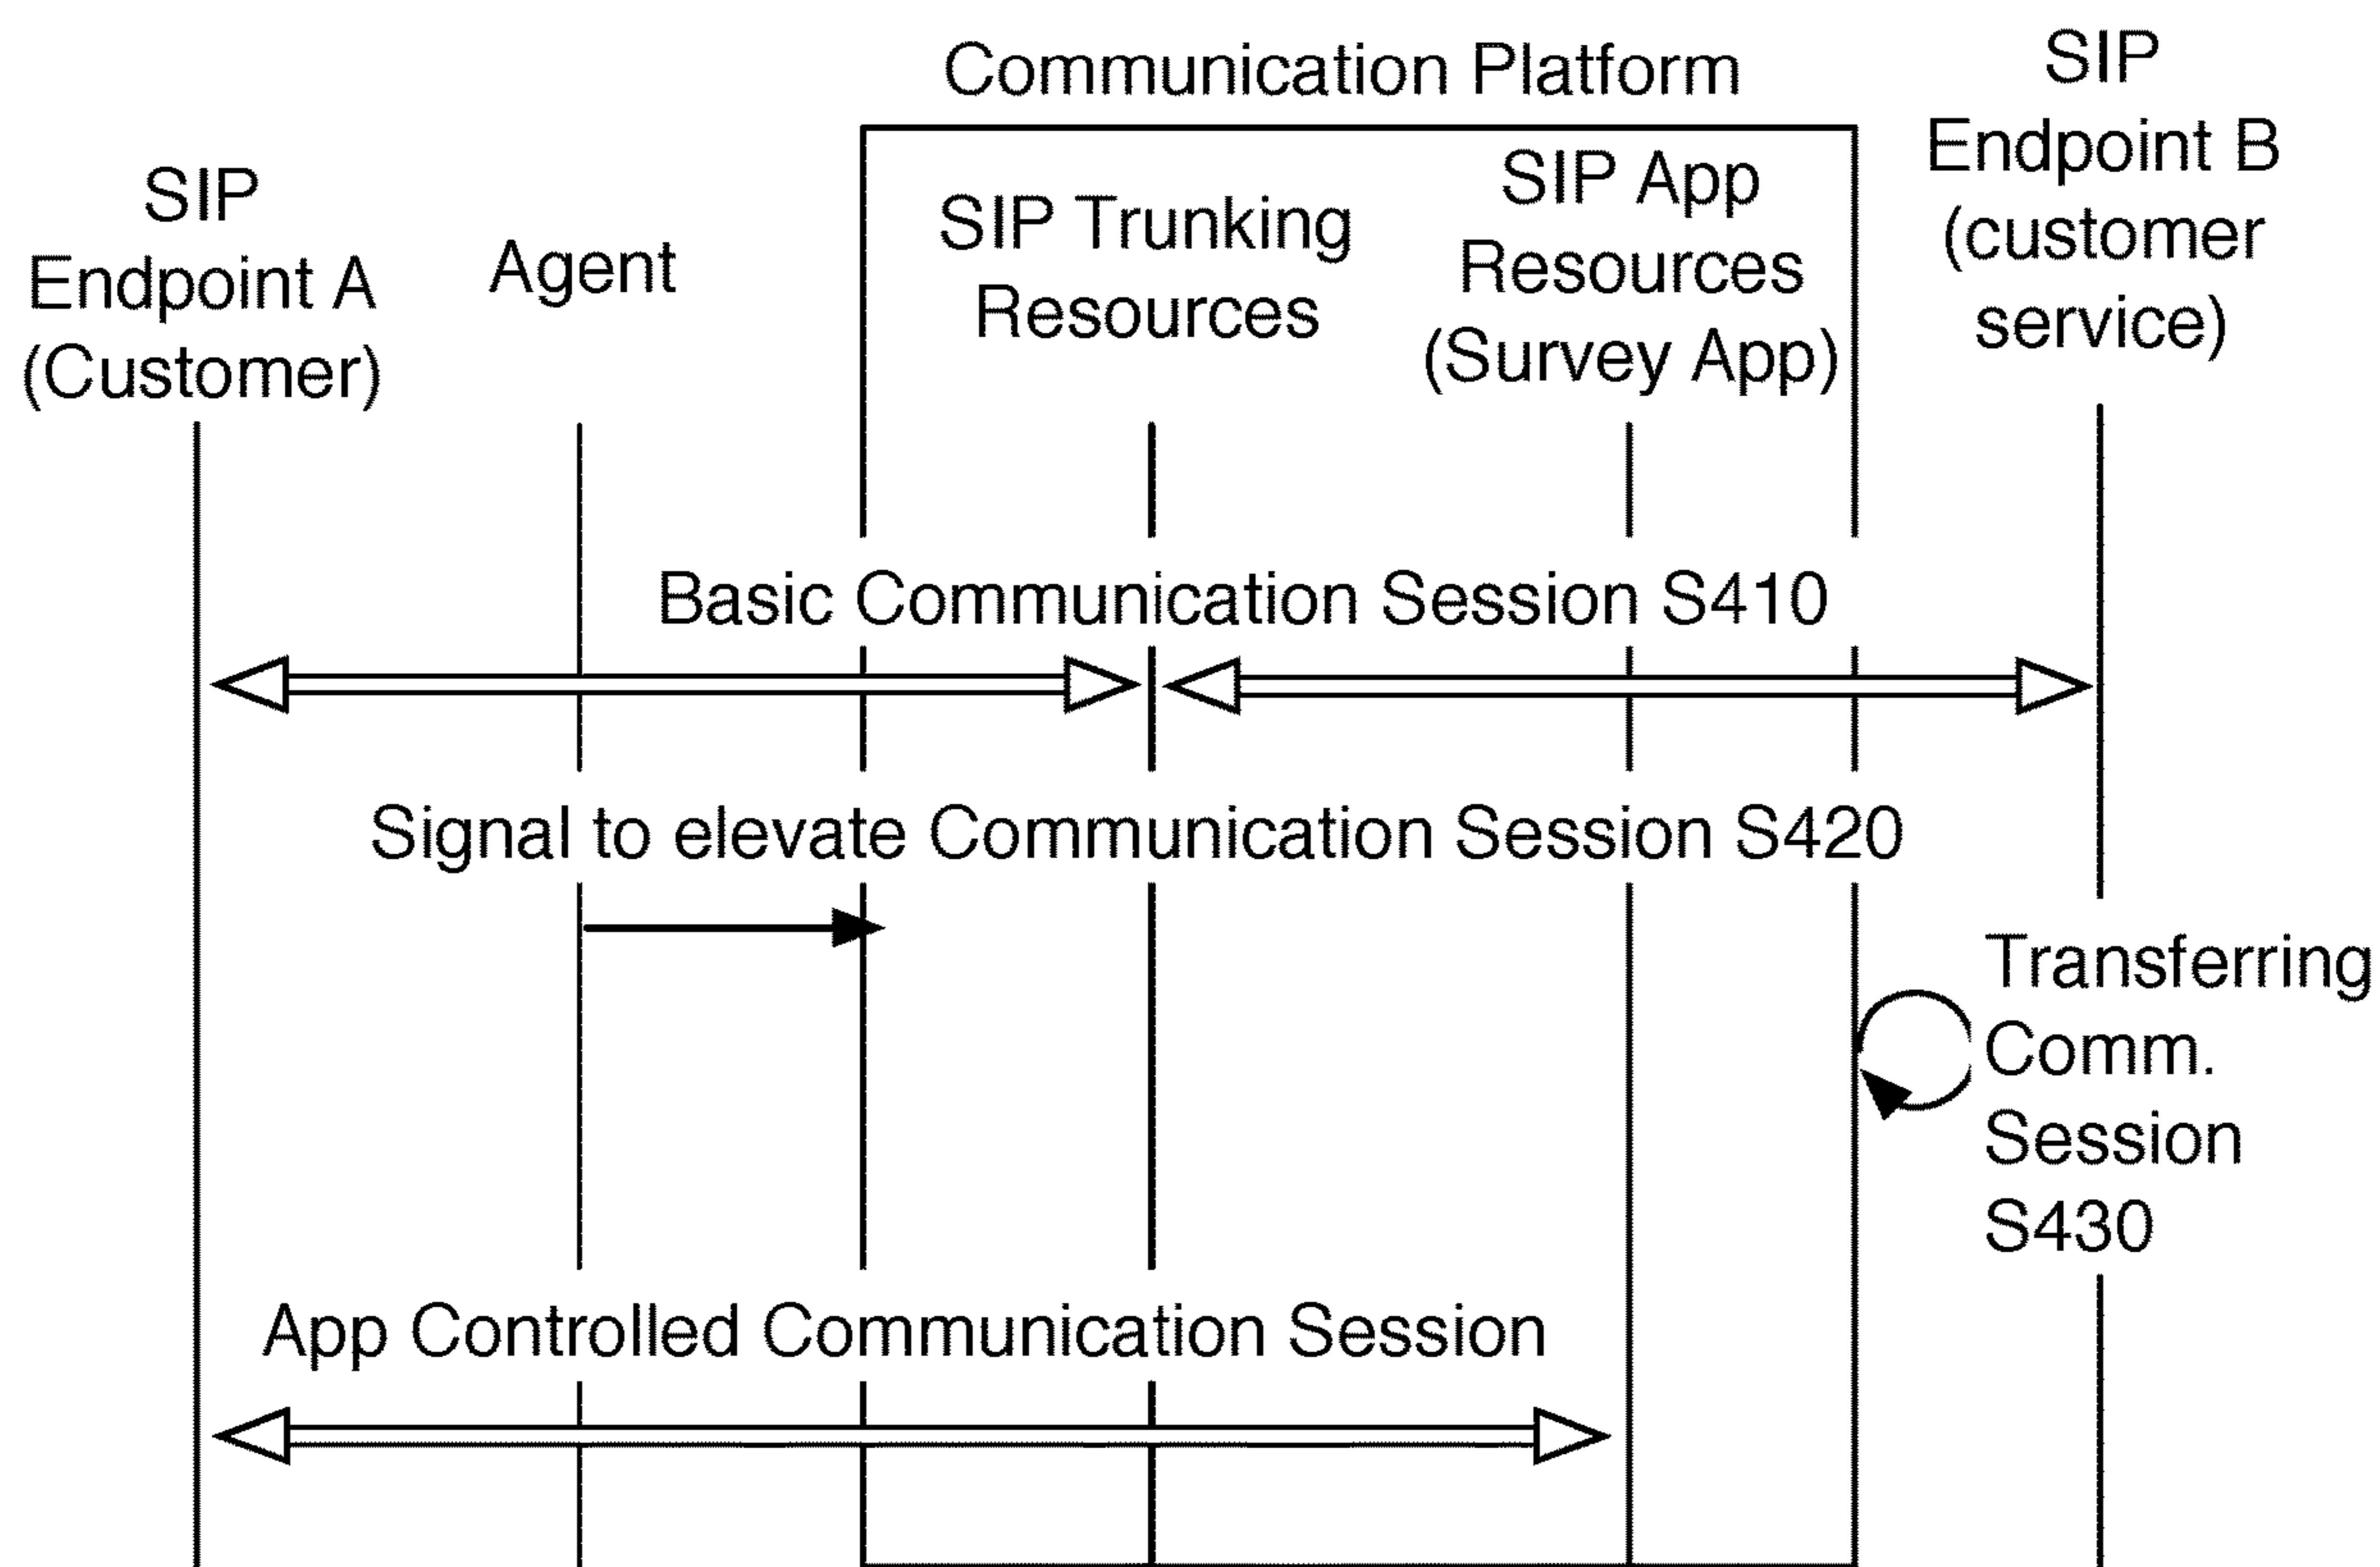 Communication Platform
SIP
Endpoint A
(Customer)
Agent
SIP Trunking
Resources
SIP App
Resources
(Survey App)
SIP
Endpoint B
(customer
service)
Basic Communication Session S410
Signal to elevate Communication Session S420
Transferring
Comm.
Session
S430
App Controlled Communication Session